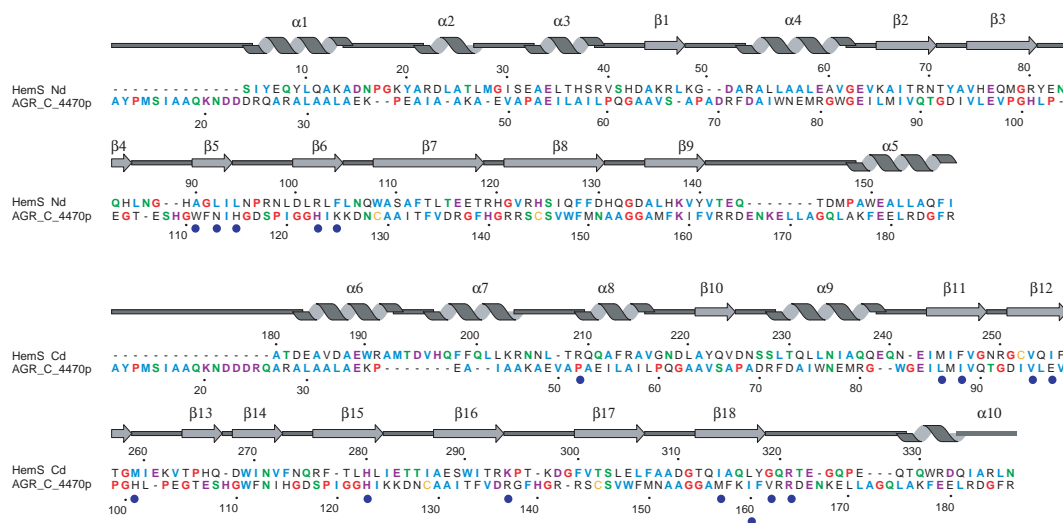 α1 α2 α3 β1 α4 β2 β3
10 20 30 40 50 60 70 80
HemS Nd -------------SIYEQYLQAKADNPGKYARDLATLMGISEAELTHSRVSHDAKRLKG--DARALLAALEAVGEVKAITRNTYAVHEQMGRYEN
AGR_C_4470p AYPMSIAAQKNDDDRQARALAALAEK--PEAIA-AKA-EVAPAEILAILPQGAAVS-APADRFDAIWNEMRGWGEILMIVQTGDIVLEVPGHLP-
20 30 40 50 60 70 80 90 100
β4 β5 β6 β7 β8 β9 α5
90 100 110 120 130 140 150
HemS Nd QHLNG--HAGLILNPRNLDLRLFLNQWASAFTLTEETRHGVRHSIQFFDHQGDALHKVYVTEQ------TDMPAWEALLAQFI
AGR_C_4470p EGT-ESHGWFNIHGDSPIGGHIKKDNCAAITFVDRGFHGRRSCSVWFMNAAGGAMFKIFVRRDENKELLAGQLAKFEELRDGFR
110 120 130 140 150 160 170 180
α6 α7 α8 β10 α9 β11 β12
180 190 200 210 220 230 240 250
HemS Cd ----------------ATDEAVDAEWRAMTDVHQFFQLLKRNNL-TRQQAFRAVGNDLAYQVDNSSLTQLLNIAQQEQN-EIMIFVGNRGCVQIF
AGR_C_4470p AYPMSIAAQKNDDDRQARALAALAEKP-----EA--IAAKAEVAPAEILAILPQGAAVSAPADRFDAIWNEMRG--WGEILMIVQTGDIVLEV
20 30 50 60 70 80 90
β13 β14 β15 β16 β17 β18 α10
260 270 280 290 300 310 320 330
HemS Cd TGMIEKVTPHQ-DWINVFNQRF-TLHLIETTIAESWITRKPT-KDGFVTSLELFAADGTQIAQLYGQRTEGQPE---QTQWRDQIARLN
AGR_C_4470p PGHLPEGTESHGWFNIHGDSPIGGHIKKDNCAAITFVDRGFHGR-RSCSVWFMNAAGGAMFKIFVRRDENKELLAGQLAKFEELRDGFR
100 110 120 130 140 150 160 170 180